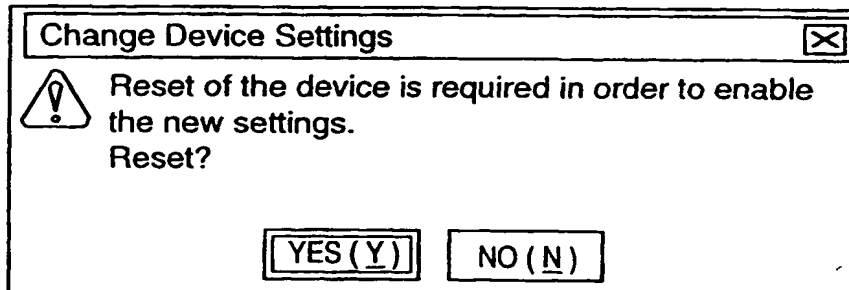 Change Device Settings
Reset of the device is required in order to enable
the new settings.
Reset?
YES (Y)
NO (N)